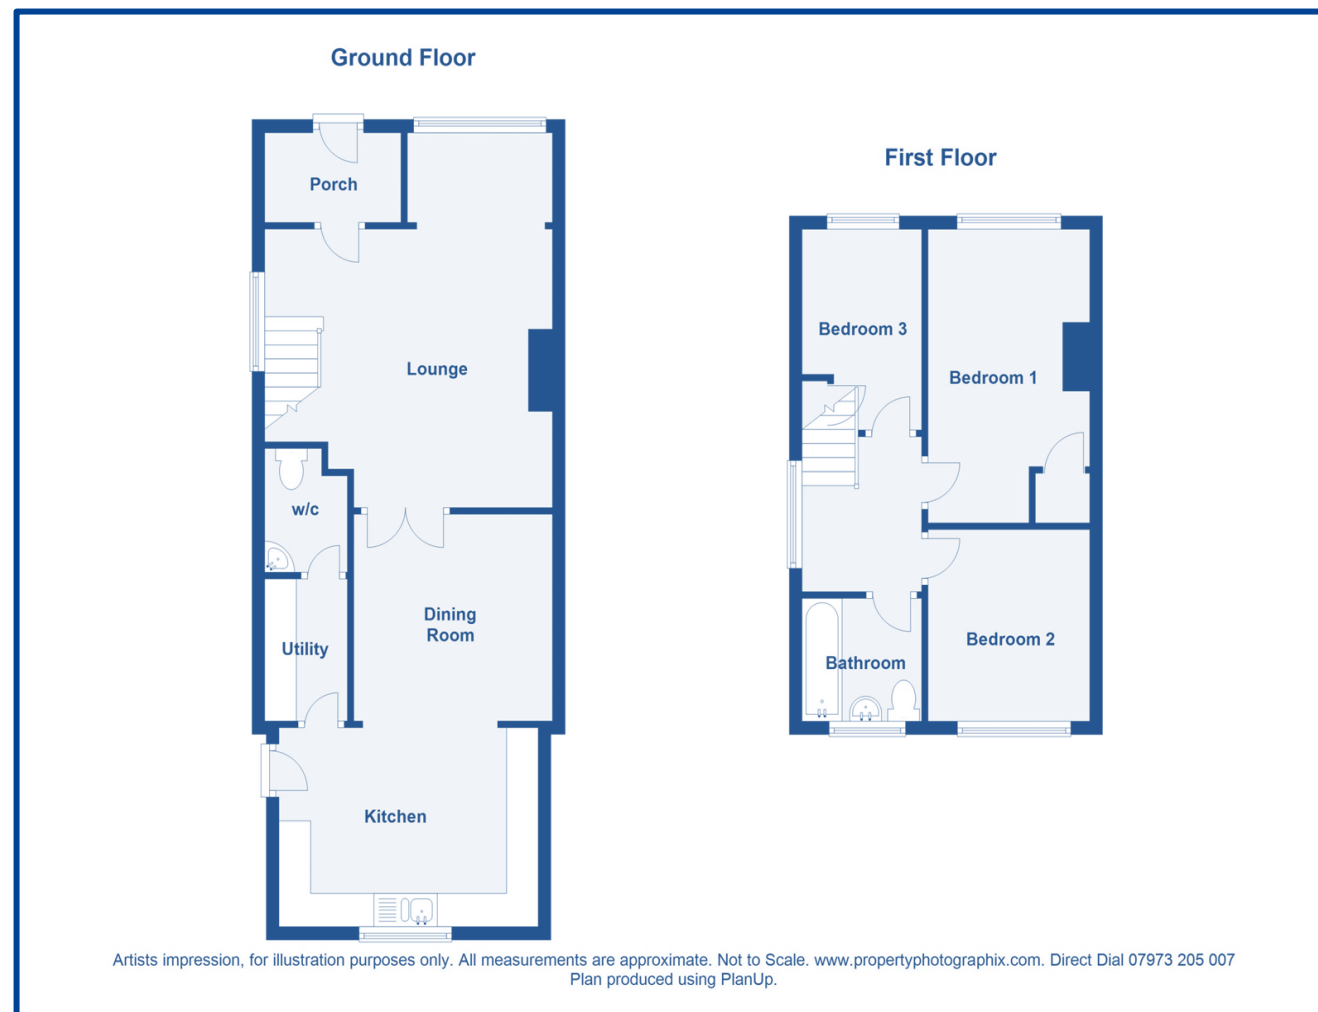 Ground Floor
Porch
Lounge
w/c
Dining
Room
Utility
Kitchen
First Floor
Bedroom 3
Bedroom 1
Bedroom 2
Bathroom
Artists impression, for illustration purposes only. All measurements are approximate. Not to Scale. www.propertyphotographix.com. Direct Dial 07973 205 007
Plan produced using PlanUp.